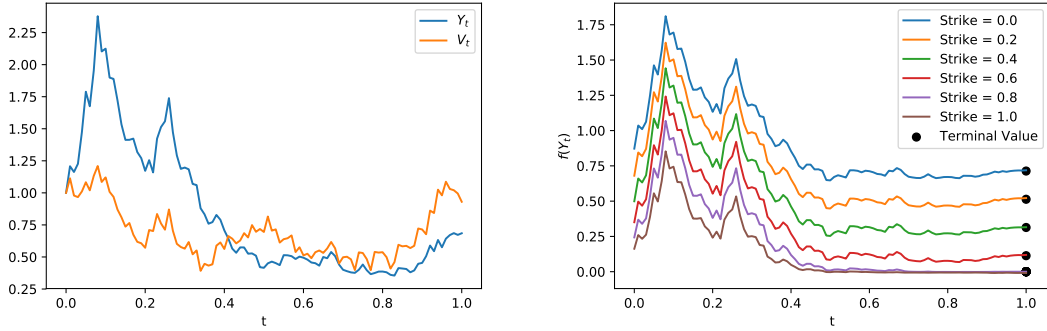 2.25
2.00
1.75
1.50
1.25
1.00
0.75
0.50
0.25
0.0
0.2
0.4
0.6
0.8
1.0
t
Y_t
V_t
f(Y_t)
1.75
1.50
1.25
1.00
0.75
0.50
0.25
0.00
0.0
0.2
0.4
0.6
0.8
1.0
t
Strike = 0.0
Strike = 0.2
Strike = 0.4
Strike = 0.6
Strike = 0.8
Strike = 1.0
Terminal Value